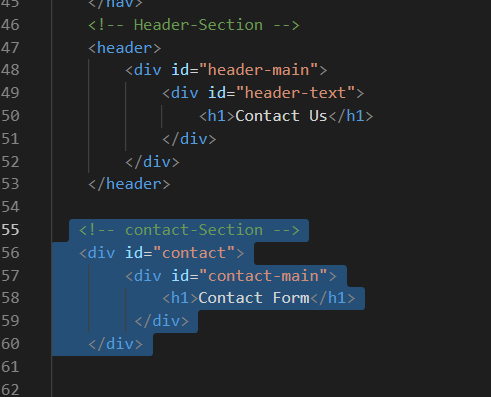 45 </nav>
46 <!-- Header-Section -->
47 <header>
48 <div id="header-main">
49 <div id="header-text">
50 <h1>Contact Us</h1>
51 </div>
52 </div>
53 </header>
54
55 <!-- contact-Section -->
56 <div id="contact">
57 <div id="contact-main">
58 <h1>Contact Form</h1>
59 </div>
60 </div>
61
62